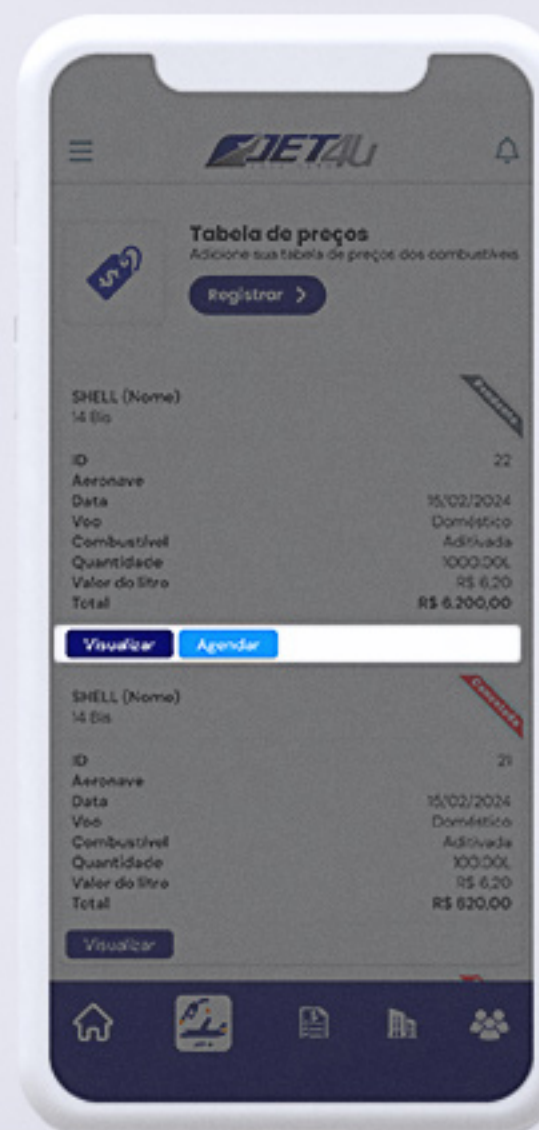 JET4U
Tabela de preços
Adicione sua tabela de preços dos combustíveis
Registrar >
SHELL (Nome)
14 Bis
ID 22
Aeronave
Data 15/02/2024
Voo Doméstico
Combustível Aditivada
Quantidade 1000.00L
Valor do litro R$ 6,20
Total R$ 6.200,00
Visualizar Agendar
SHELL (Nome)
Cancelada
14 Bis
ID 21
Aeronave
Data 15/02/2024
Voo Doméstico
Combustível Aditivada
Quantidade 100.00L
Valor do litro R$ 6,20
Total R$ 620,00
Visualizar